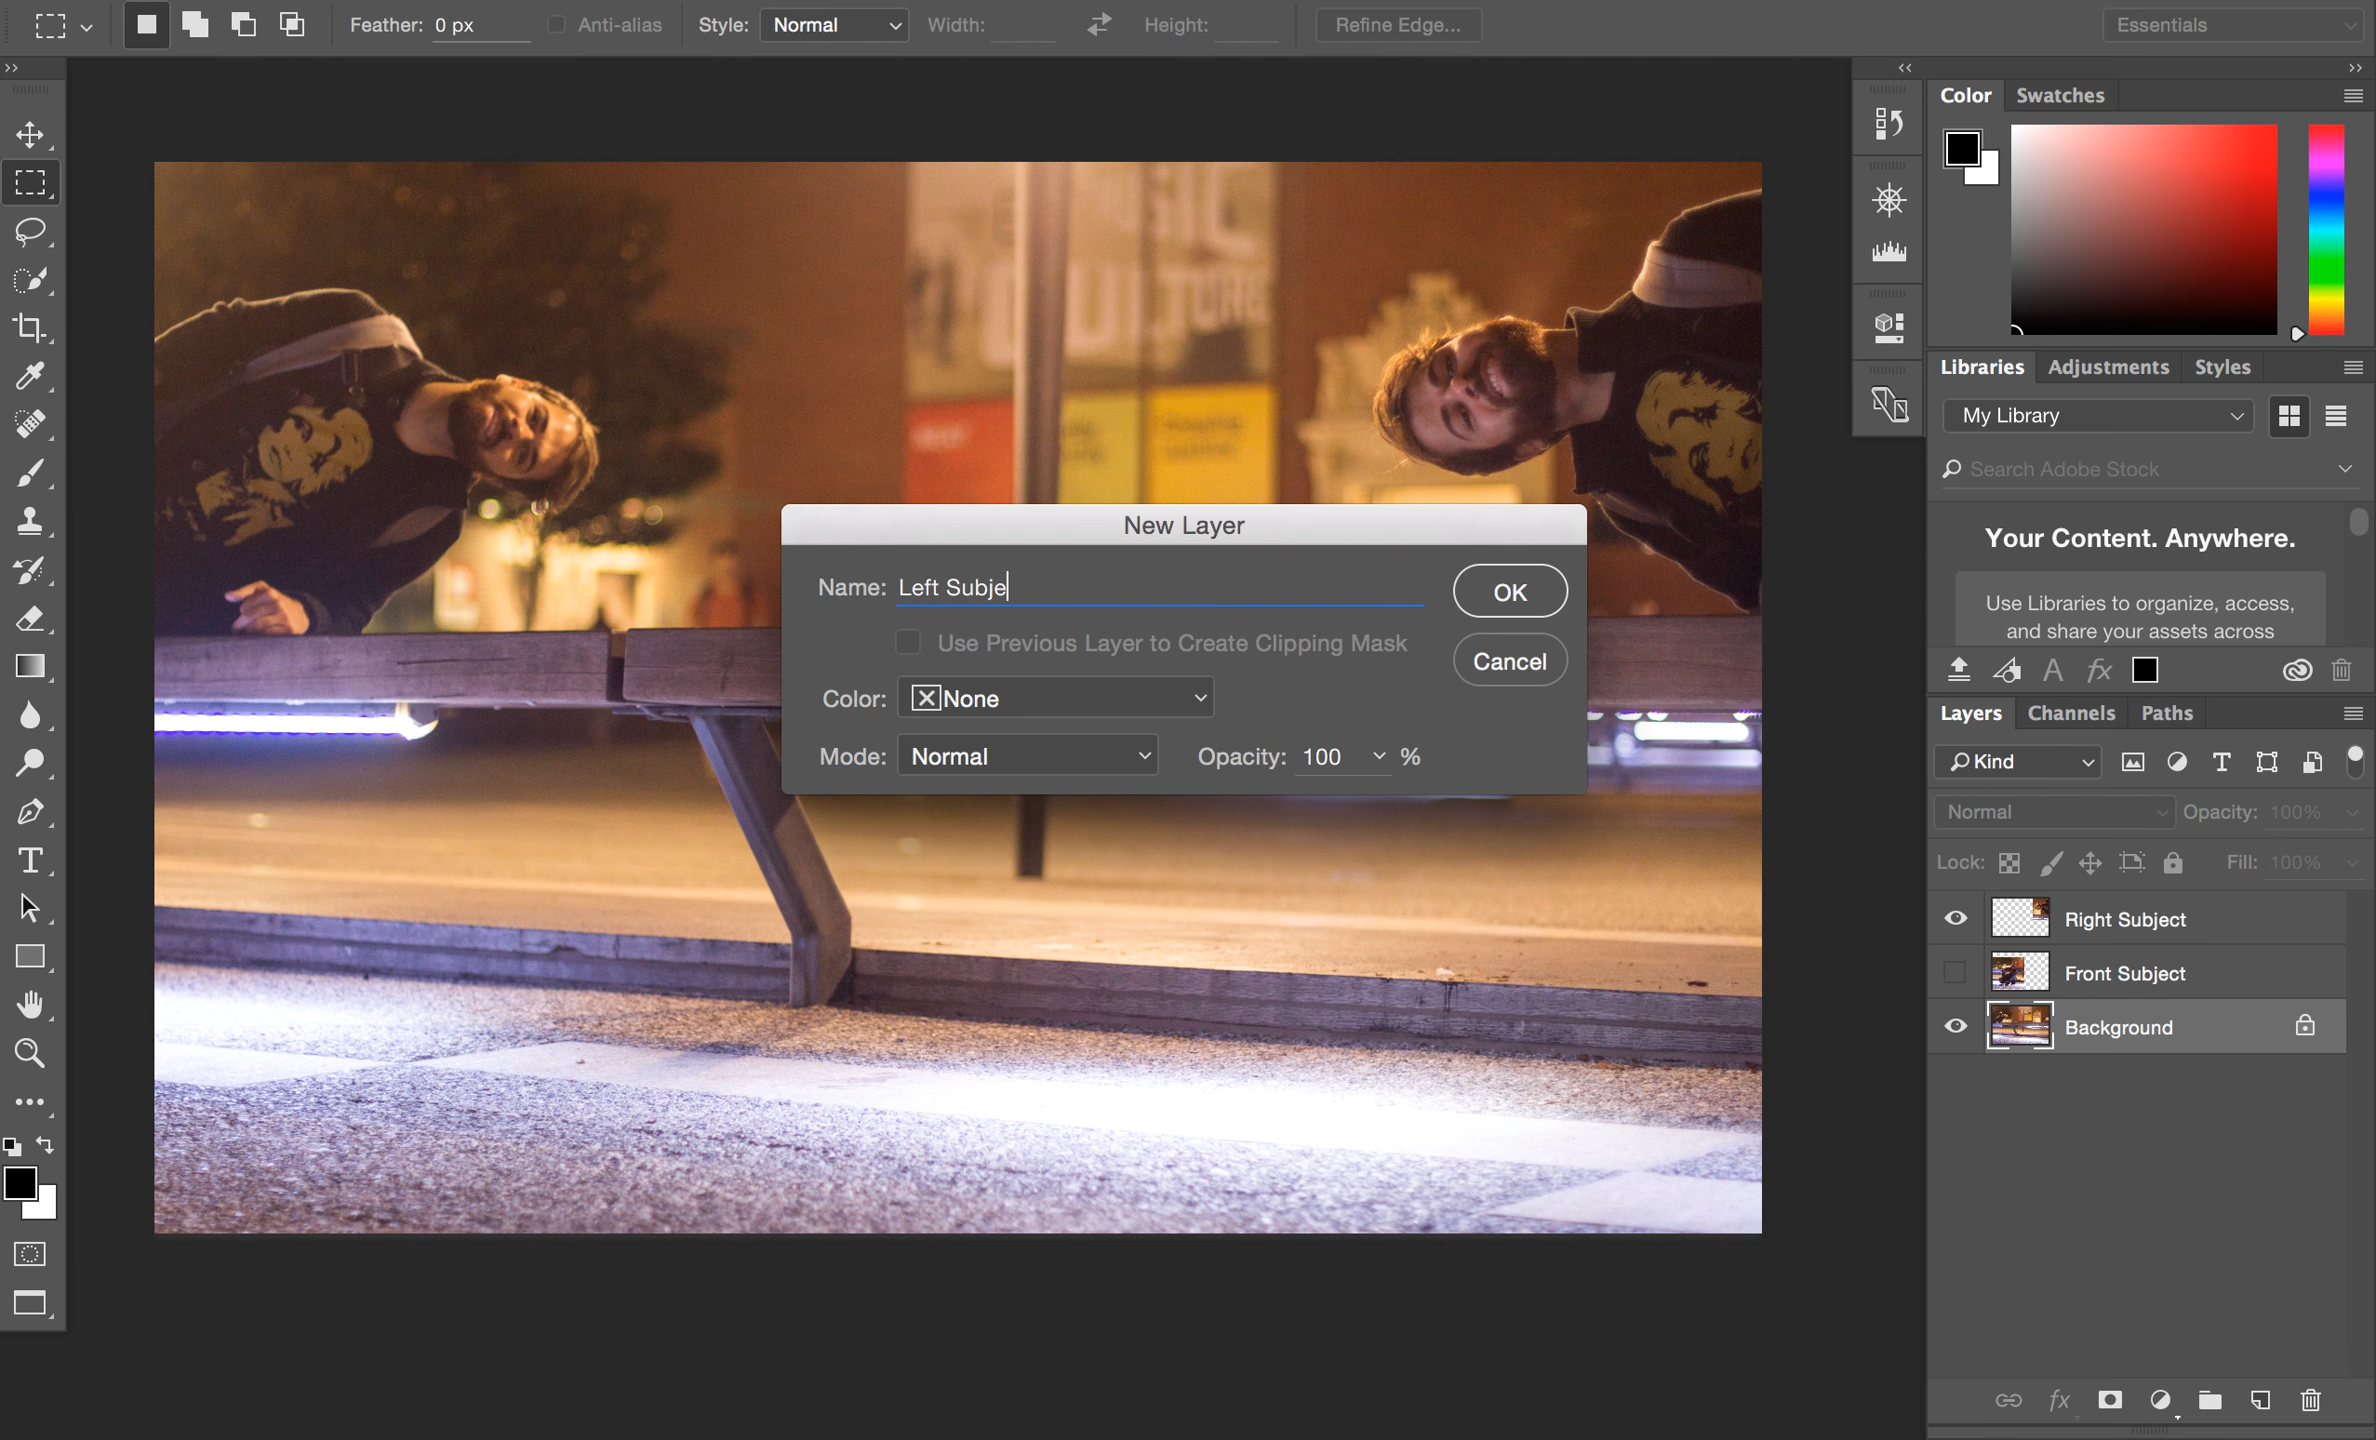 Feather: 0 px Anti-alias Style: Normal Width: Height: Refine Edge... Essentials
Color Swatches
Libraries Adjustments Styles
My Library
Search Adobe Stock
Your Content. Anywhere.
Use Libraries to organize, access,
and share your assets across
New Layer
Name: Left Subje
OK
Use Previous Layer to Create Clipping Mask
Cancel
Color: None
Mode: Normal Opacity: 100 %
Layers Channels Paths
Kind
Normal Opacity: 100%
Lock: Fill: 100%
Right Subject
Front Subject
Background